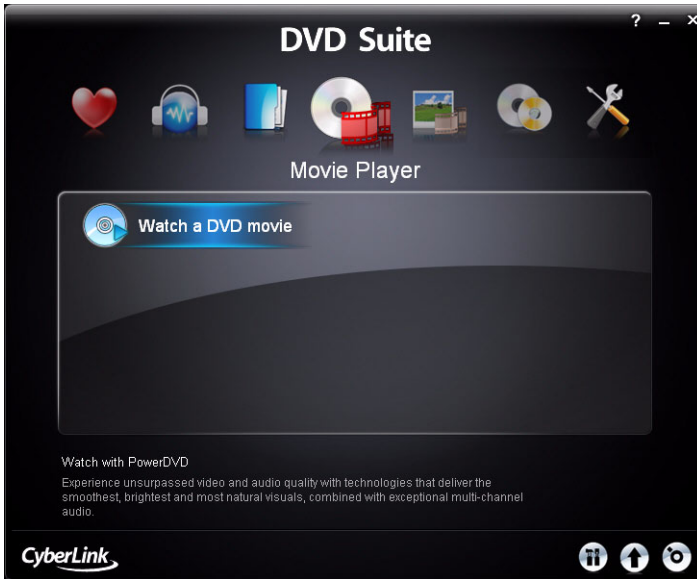 ? _ ×
DVD Suite
Movie Player
Watch a DVD movie
Watch with PowerDVD
Experience unsurpassed video and audio quality with technologies that deliver the
smoothest, brightest and most natural visuals, combined with exceptional multi-channel
audio.
CyberLink